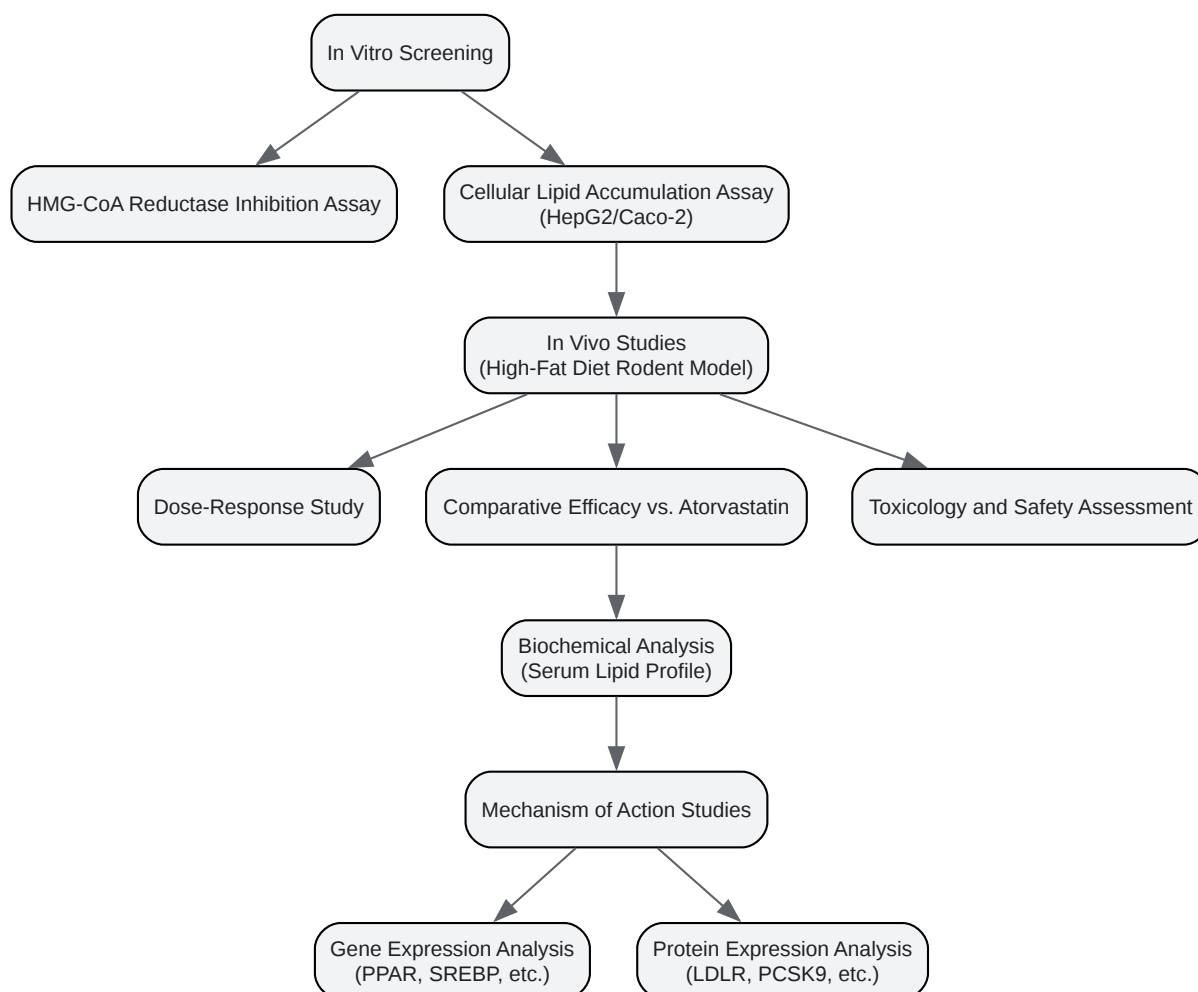 In Vitro Screening
HMG-CoA Reductase Inhibition Assay
Cellular Lipid Accumulation Assay
(HepG2/Caco-2)
In Vivo Studies
(High-Fat Diet Rodent Model)
Dose-Response Study
Comparative Efficacy vs. Atorvastatin
Toxicology and Safety Assessment
Biochemical Analysis
(Serum Lipid Profile)
Mechanism of Action Studies
Gene Expression Analysis
(PPAR, SREBP, etc.)
Protein Expression Analysis
(LDLR, PCSK9, etc.)